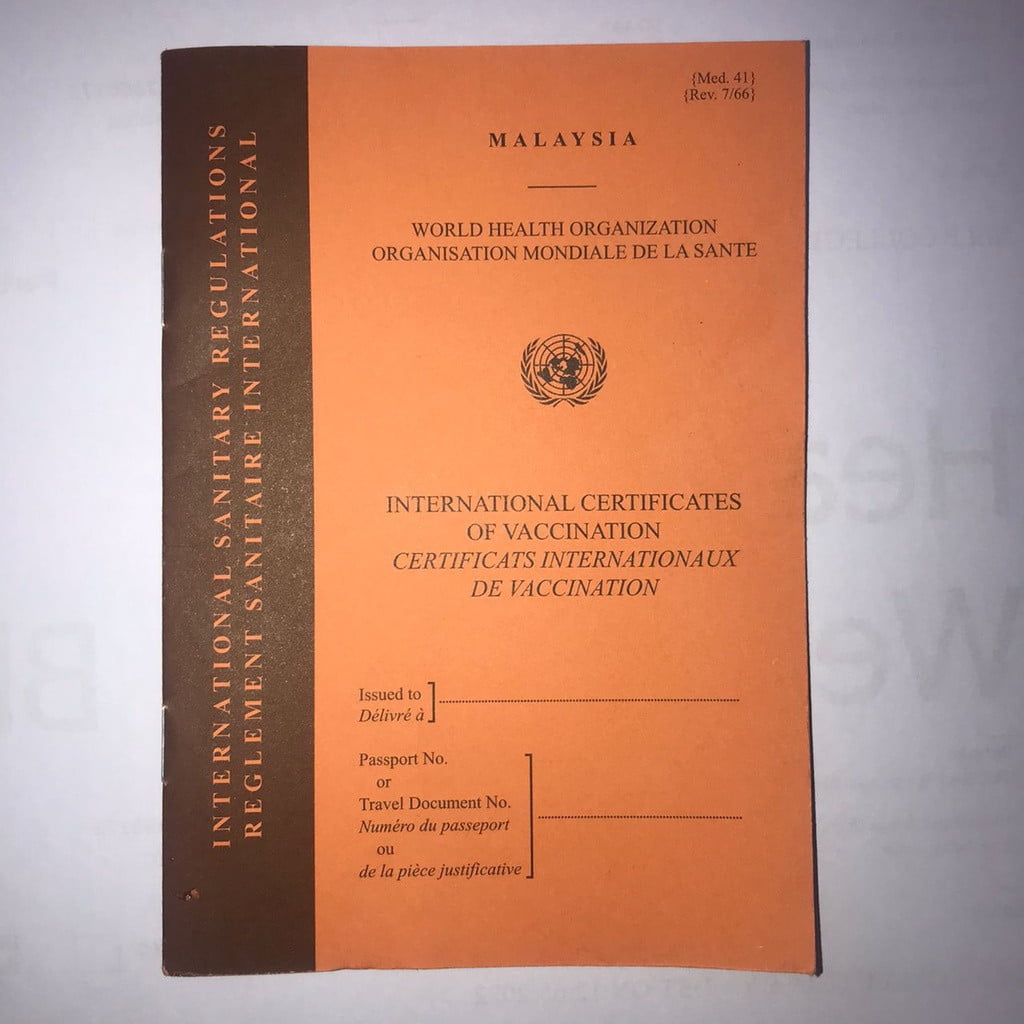 INTERNATIONAL SANITARY REGULATIONS
REGLEMENT SANITAIRE INTERNATIONAL
{Med. 41}
{Rev. 7/66}
MALAYSIA
WORLD HEALTH ORGANIZATION
ORGANISATION MONDIALE DE LA SANTE
INTERNATIONAL CERTIFICATES
OF VACCINATION
CERTIFICATS INTERNATIONAUX
DE VACCINATION
Issued to
Délivré à
Passport No.
or
Travel Document No.
Numéro du passeport
ou
de la pièce justificative